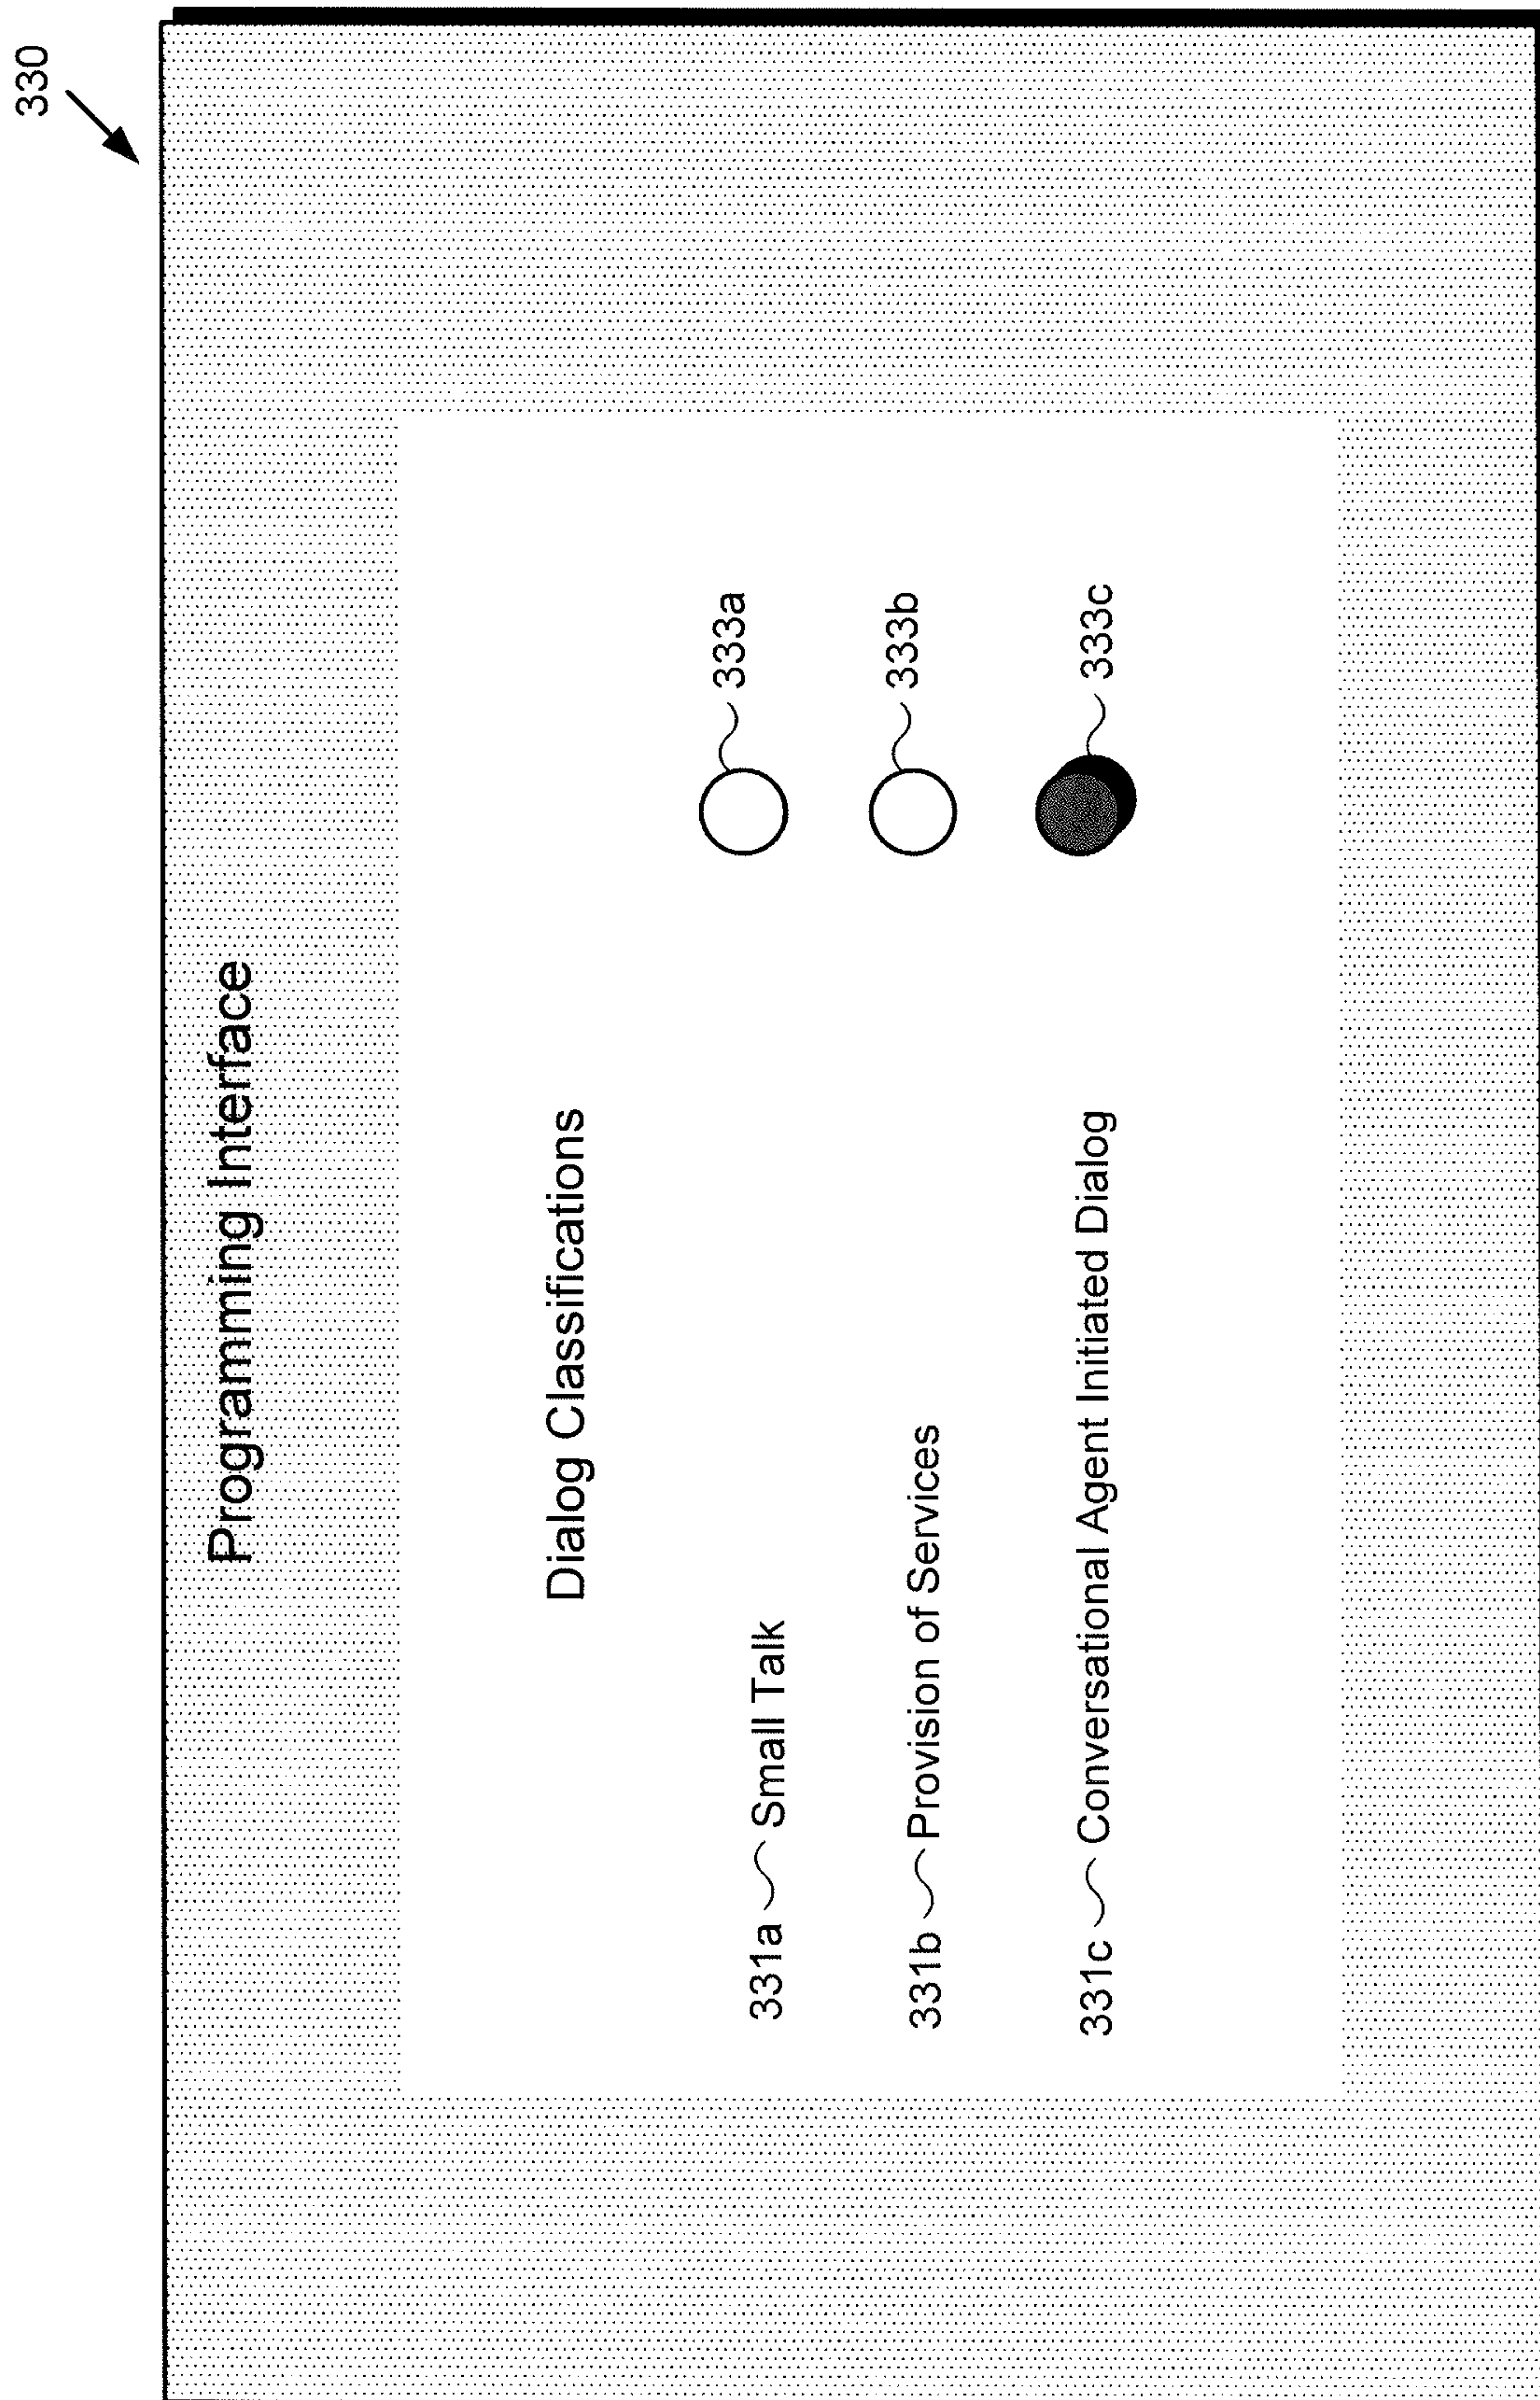 330
Programming Interface
Dialog Classifications
331a Small Talk 333a
331b Provision of Services 333b
331c Conversational Agent Initiated Dialog 333c